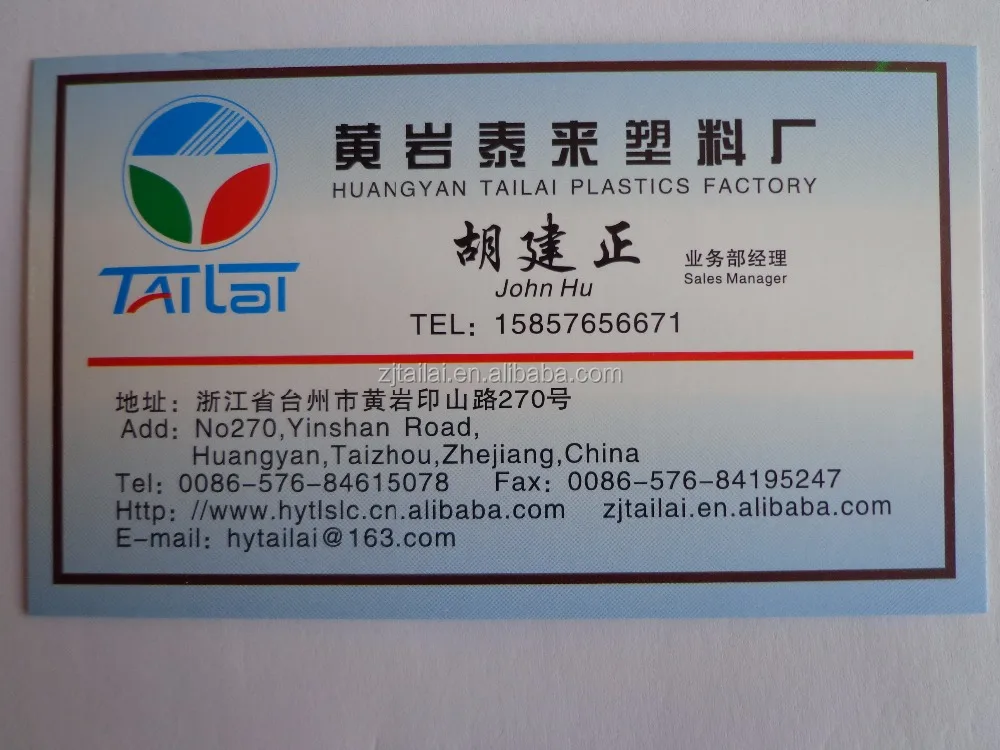 黄岩泰来塑料厂
HUANGYAN TAILAI PLASTICS FACTORY
TAILaI
胡建正
业务部经理
John Hu
Sales Manager
TEL: 15857656671
zjtailai.en.alibaba.com
地址: 浙江省台州市黄岩印山路270号
Add: No270,Yinshan Road,
Huangyan,Taizhou,Zhejiang,China
Tel: 0086-576-84615078 Fax: 0086-576-84195247
Http: //www.hytlslc.cn.alibaba.com zjtailai.en.alibaba.com
E-mail: hytailai@163.com